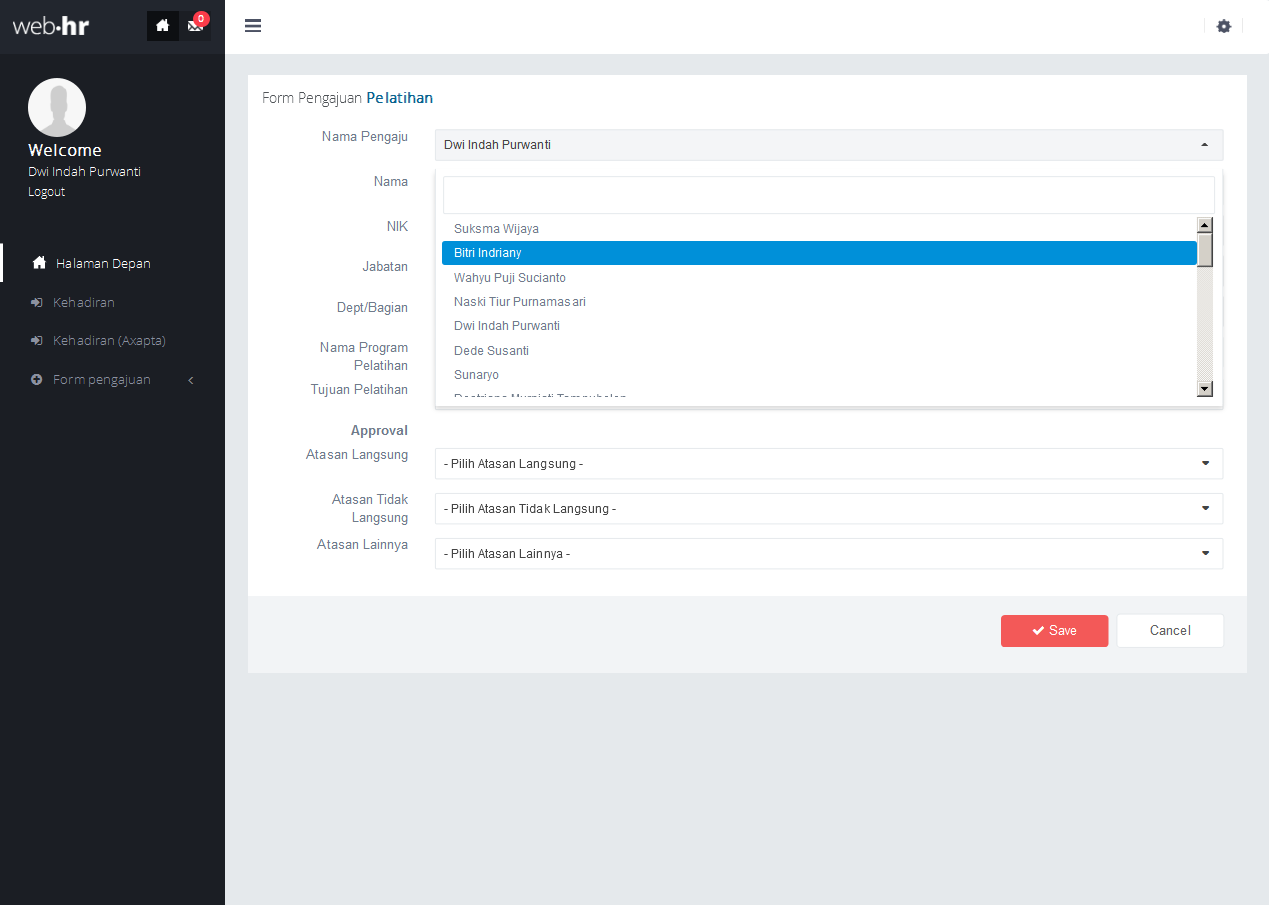 web·hr
0
Welcome
Dwi Indah Purwanti
Logout
Halaman Depan
Kehadiran
Kehadiran (Axapta)
Form pengajuan
Form Pengajuan Pelatihan
Nama Pengaju
Dwi Indah Purwanti
Nama
NIK
Suksma Wijaya
Bitri Indriany
Jabatan
Wahyu Puji Sucianto
Naski Tiur Purnamasari
Dept/Bagian
Dwi Indah Purwanti
Nama Program
Pelatihan
Dede Susanti
Sunaryo
Tujuan Pelatihan
Approval
Atasan Langsung
- Pilih Atasan Langsung -
Atasan Tidak
Langsung
- Pilih Atasan Tidak Langsung -
Atasan Lainnya
- Pilih Atasan Lainnya -
Save
Cancel